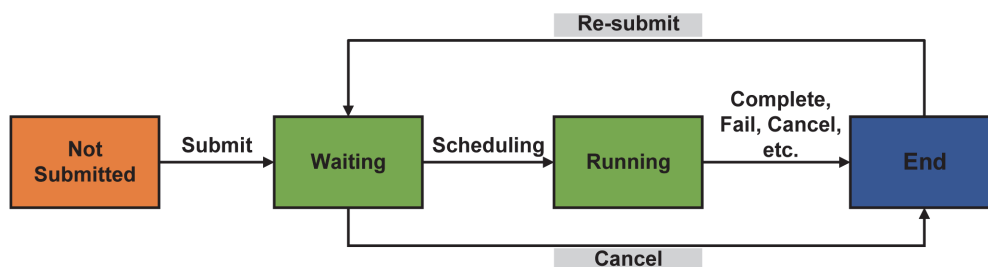 Re-submit
Not
Submitted
Submit
Waiting
Scheduling
Running
Complete,
Fail, Cancel,
etc.
End
Cancel